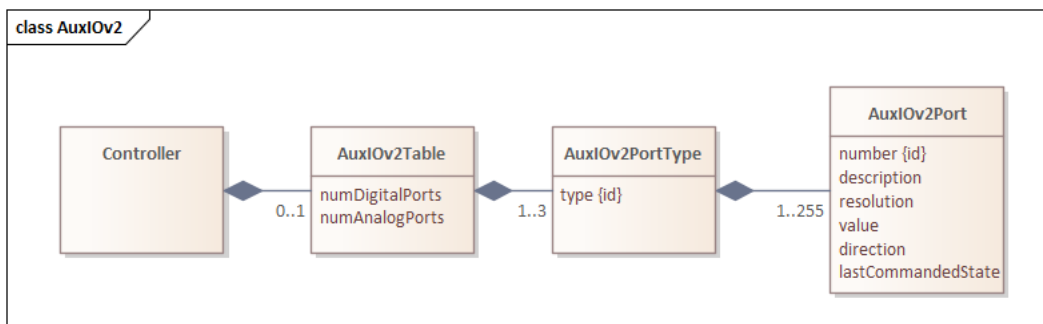 class AuxIOv2
Controller
0..1
AuxIOv2Table
numDigitalPorts
numAnalogPorts
1..3
AuxIOv2PortType
type {id}
1..255
AuxIOv2Port
number {id}
description
resolution
value
direction
lastCommandedState